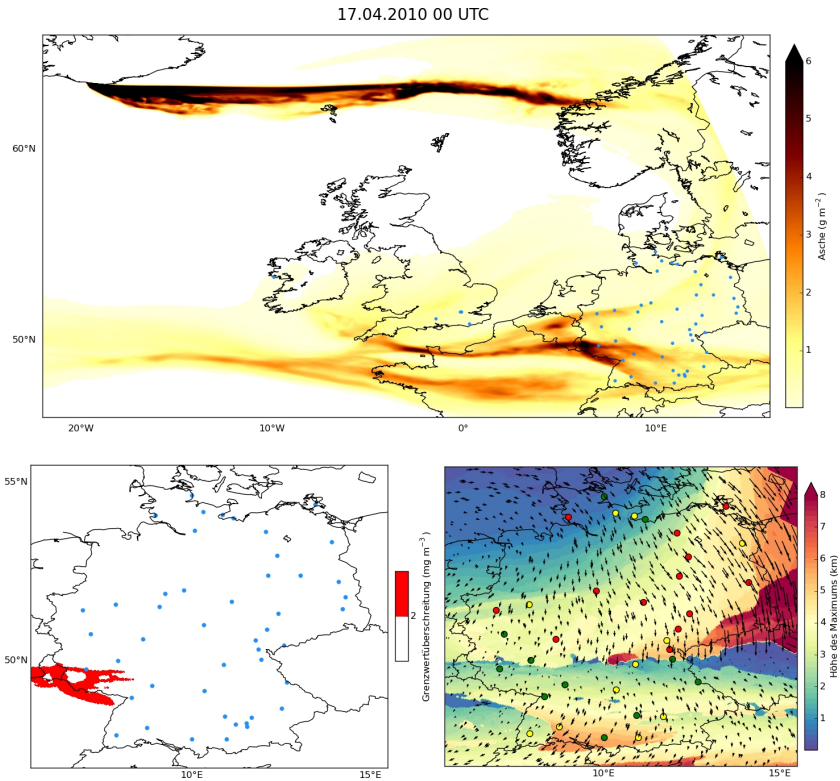 17.04.2010 00 UTC
60°N
50°N
20°W 10°W 0° 10°E
6
5
4
3
2
1
Asche (g m⁻²)
55°N
50°N
10°E 15°E
2
Grenzwertüberschreitung (mg m⁻³)
10°E 15°E
8
7
6
5
4
3
2
1
Höhe des Maximums (km)